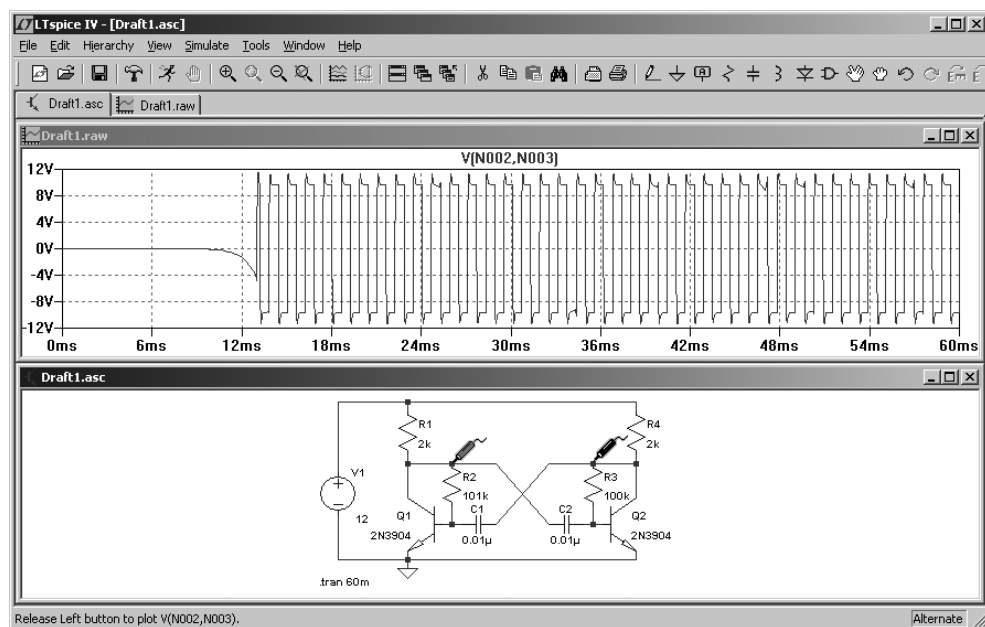 LTspice IV - [Draft1.asc]
File Edit Hierarchy View Simulate Tools Window Help
Draft1.asc Draft1.raw
Draft1.raw
V(N002,N003)
12V
8V
4V
0V
-4V
-8V
-12V
0ms 6ms 12ms 18ms 24ms 30ms 36ms 42ms 48ms 54ms 60ms
Draft1.asc
R1
2k
R4
2k
V1
12
R2
101k
R3
100k
C1
0.01µ
C2
0.01µ
Q1
2N3904
Q2
2N3904
.tran 60m
Release Left button to plot V(N002,N003).
Alternate